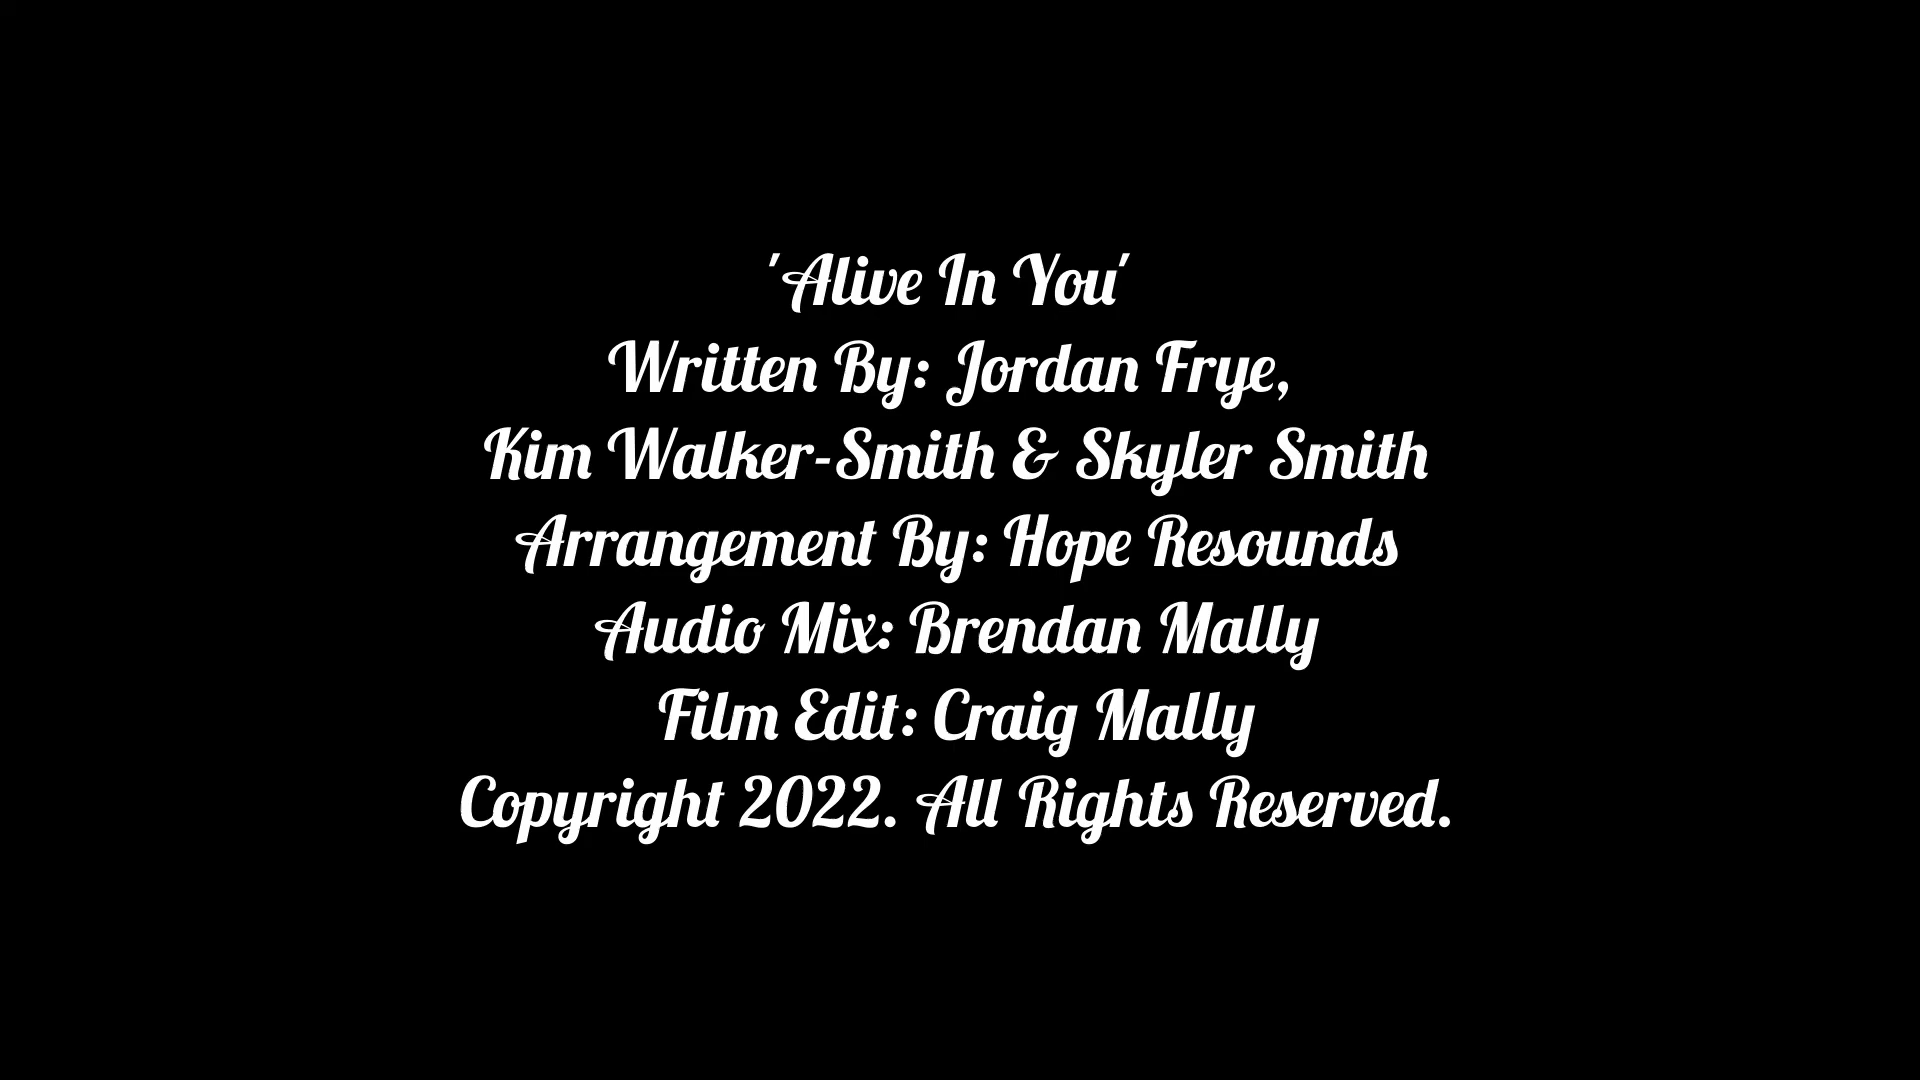 'Alive In You'
Written By: Jordan Frye,
Kim Walker-Smith & Skyler Smith
Arrangement By: Hope Resounds
Audio Mix: Brendan Mally
Film Edit: Craig Mally
Copyright 2022. All Rights Reserved.